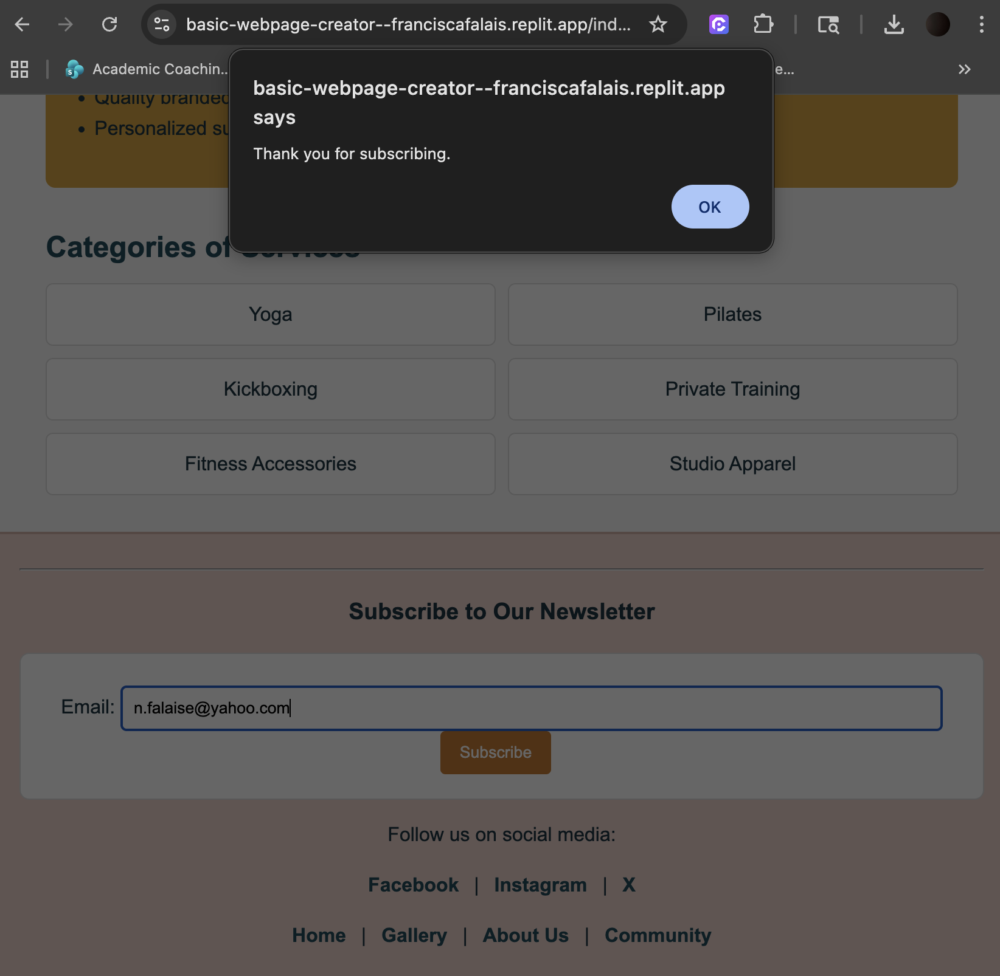 basic-webpage-creator--franciscafalais.replit.app/ind...
Academic Coachin...
e...
basic-webpage-creator--franciscafalais.replit.app
says
Thank you for subscribing.
OK
Quality branded
Personalized su
Categories of Services
Yoga
Pilates
Kickboxing
Private Training
Fitness Accessories
Studio Apparel
Subscribe to Our Newsletter
Email: n.falaise@yahoo.com
Subscribe
Follow us on social media:
Facebook | Instagram | X
Home | Gallery | About Us | Community